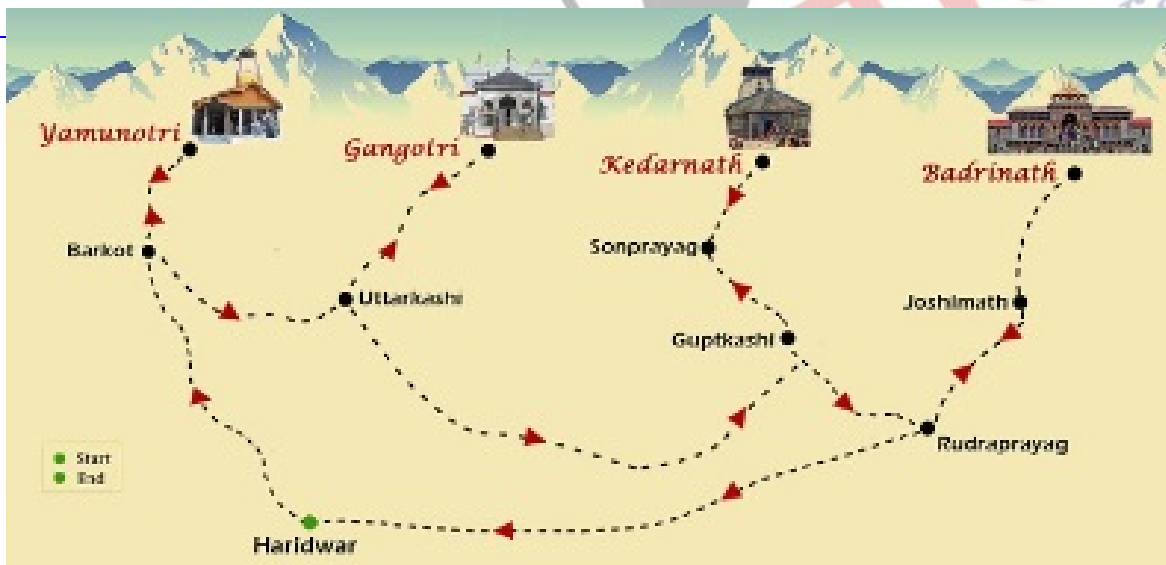 Yamunotri
Gangotri
Kedarnath
Badrinath
Barkot
Sonprayag
Uttarkashi
Joshimath
Guptkashi
Rudraprayag
Start
End
Haridwar